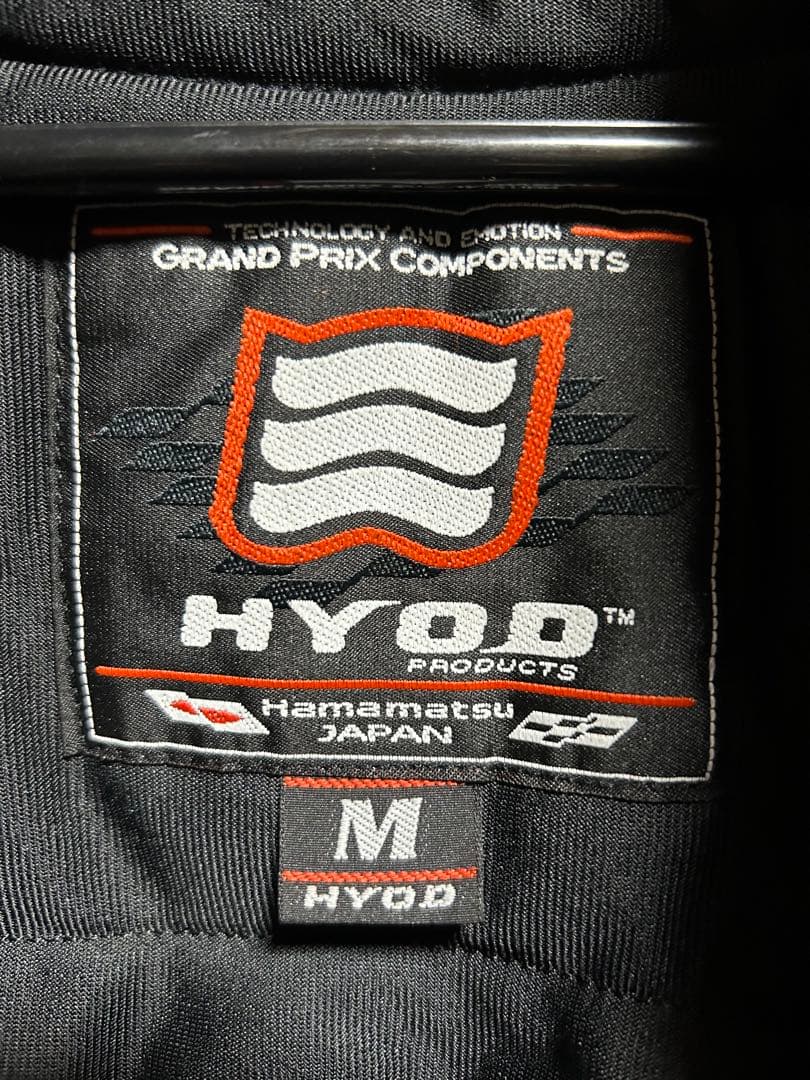 TECHNOLOGY AND EMOTION
GRAND PRIX COMPONENTS
HYOD™
PRODUCTS
Hamamatsu
JAPAN
M
HYOD